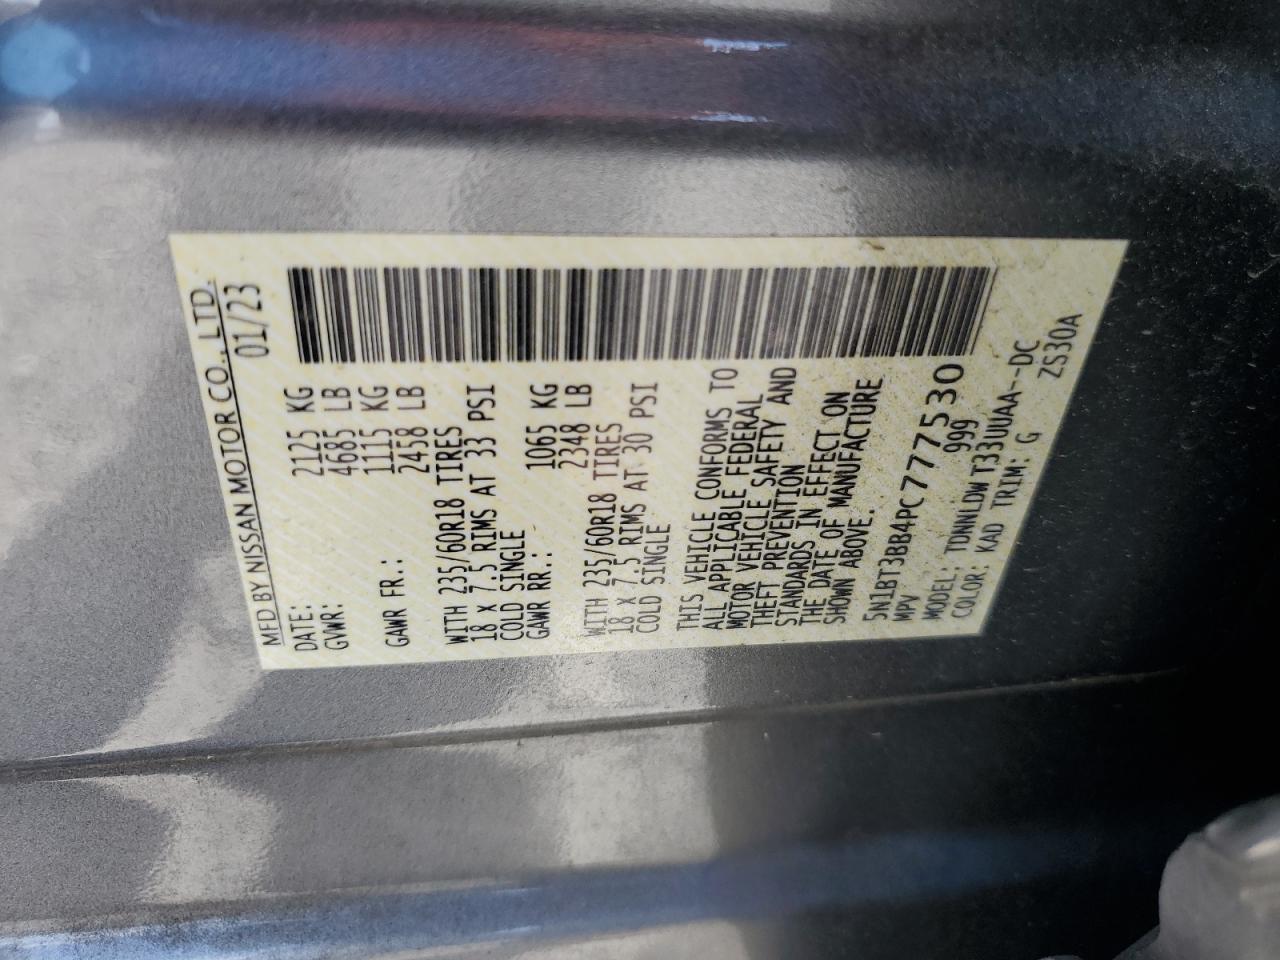 MFD BY NISSAN MOTOR CO., LTD.
DATE: 01/23
GVWR: 2125 KG
4685 LB
GAWR FR.: 1115 KG
2458 LB
WITH 235/60R18 TIRES
18 X 7.5 RIMS AT 33 PSI
COLD SINGLE
GAWR RR.: 1065 KG
2348 LB
WITH 235/60R18 TIRES
18 X 7.5 RIMS AT 30 PSI
COLD SINGLE
THIS VEHICLE CONFORMS TO
ALL APPLICABLE FEDERAL
MOTOR VEHICLE SAFETY AND
THEFT PREVENTION
STANDARDS IN EFFECT ON
THE DATE OF MANUFACTURE
SHOWN ABOVE.
5N1BT3BB4PC777530
MPV 999
MODEL: TDNNLDW T33UUAA--DC
COLOR: KAD TRIM: G ZS30A